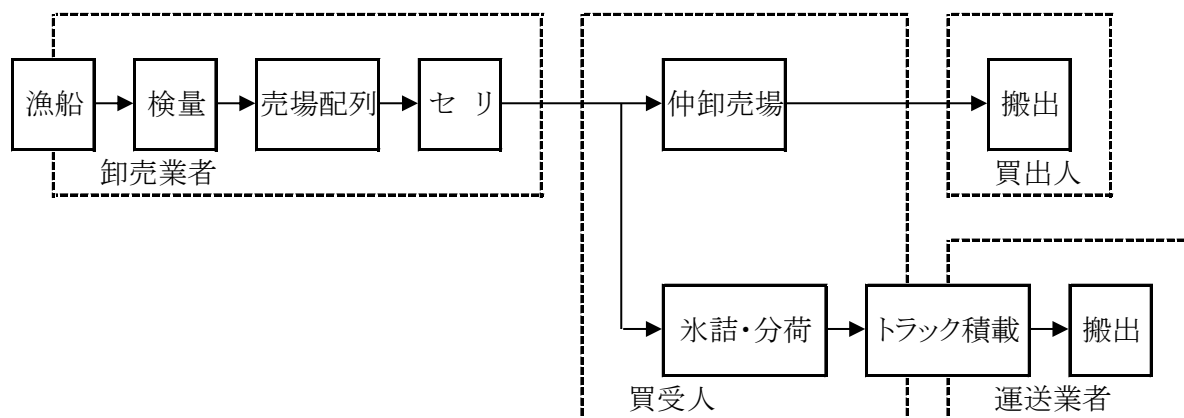 漁船
検量
売場配列
セ リ
仲卸売場
搬出
卸売業者
買出人
氷詰・分荷
トラック積載
搬出
買受人
運送業者